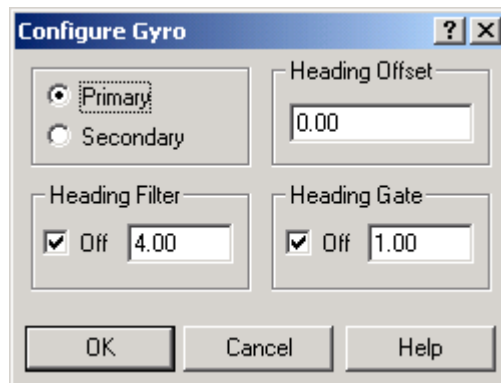 Configure Gyro
Primary
Secondary
Heading Offset
0.00
Heading Filter
Off 4.00
Heading Gate
Off 1.00
OK Cancel Help